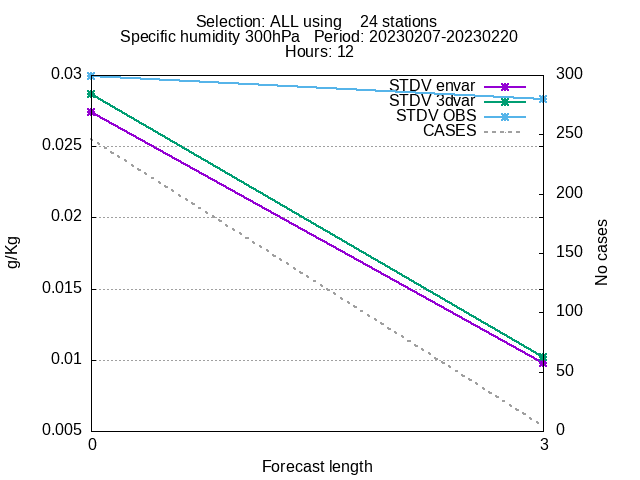 Selection: ALL using    24 stations
Specific humidity 300hPa   Period: 20230207-20230220
Hours: 12
0.03
0.025
0.02
0.015
0.01
0.005
300
250
200
150
100
50
0
STDV envar
STDV 3dvar
STDV OBS
CASES
g/Kg
No cases
0
3
Forecast length